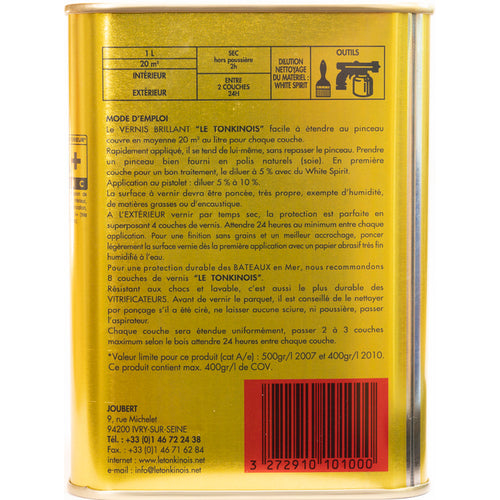 1 L
20 m²
INTÉRIEUR
EXTÉRIEUR
SEC
hors poussière
2h
ENTRE
2 COUCHES
24H
DILUTION
NETTOYAGE
DU MATÉRIEL :
WHITE SPIRIT
OUTILS
MODE D'EMPLOI
Le VERNIS BRILLANT "LE TONKINOIS" facile à étendre au pinceau
couvre en moyenne 20 m² au litre pour chaque couche.
Rapidement appliqué, il se tend de lui-même, sans repasser le pinceau. Prendre
un pinceau bien fourni en polis naturels (soie). En première
couche pour un bon traitement, le diluer à 5 % avec du White Spirit.
Application au pistolet : diluer 5 % à 10 %.
La surface à vernir devra être poncée, très propre, exempte d'humidité,
de matières grasses ou d'encaustique.
A L'EXTÉRIEUR vernir par temps sec, la protection est parfaite en
superposant 4 couches de vernis. Attendre 24 heures au minimum entre chaque
application. Pour une finition sans grains et un meilleur accrochage, poncer
légèrement la surface vernie dès la première application avec un papier abrasif très fin
humidifié à l'eau.
Pour une protection durable des BATEAUX en Mer, nous recommandons
8 couches de vernis "LE TONKINOIS".
Résistant aux chocs et lavable, c'est aussi le plus durable des
VITRIFICATEURS. Avant de vernir le parquet, il est conseillé de le nettoyer
par ponçage s'il a été ciré, ne laisser aucune sciure, ni poussière, passer
l'aspirateur.
Chaque couche sera étendue uniformément, passer 2 à 3 couches
maximum selon le bois attendre 24 heures entre chaque couche.
*Valeur limite pour ce produit (cat A/e) : 500gr/l 2007 et 400gr/l 2010.
Ce produit contient max. 400gr/l de COV.
JOUBERT
9, rue Michelet
94200 IVRY-SUR-SEINE
Tél. : +33 (0)1 46 72 24 38
Fax : +33 (0)1 46 71 62 84
internet : www.letonkinois.net
e-mail : info@letonkinois.net
3 272910 101000